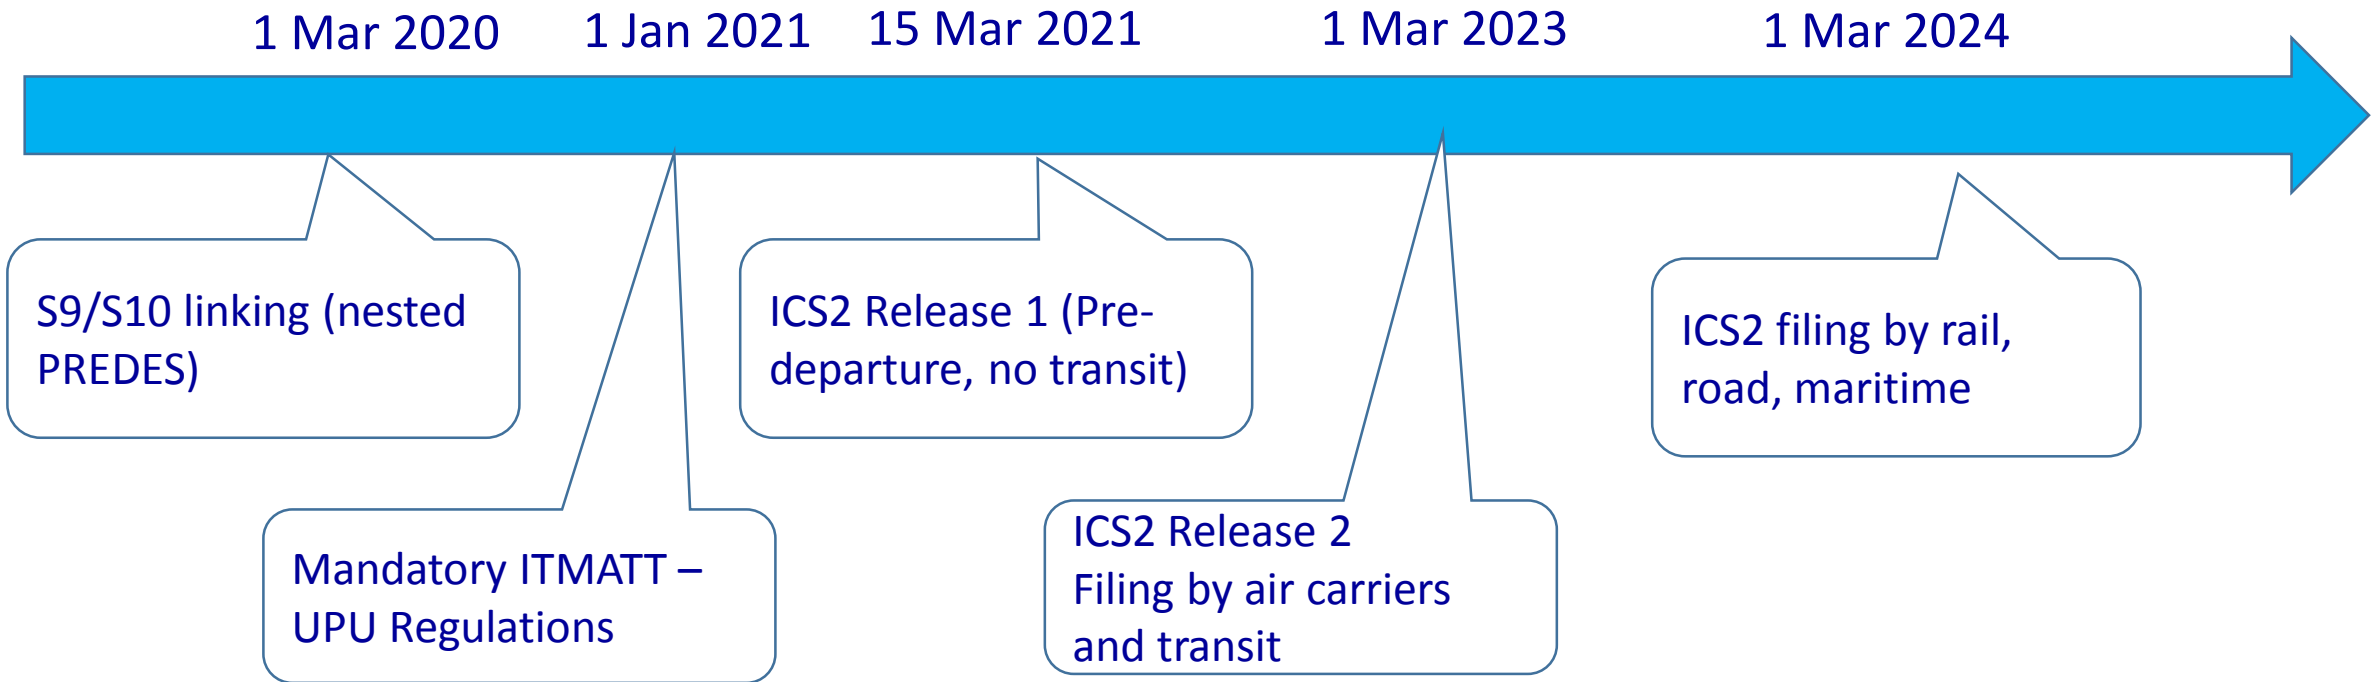 1 Mar 2020
1 Jan 2021
15 Mar 2021
1 Mar 2023
1 Mar 2024
S9/S10 linking (nested
PREDES)
Mandatory ITMATT –
UPU Regulations
ICS2 Release 1 (Pre-
departure, no transit)
ICS2 Release 2
Filing by air carriers
and transit
ICS2 filing by rail,
road, maritime